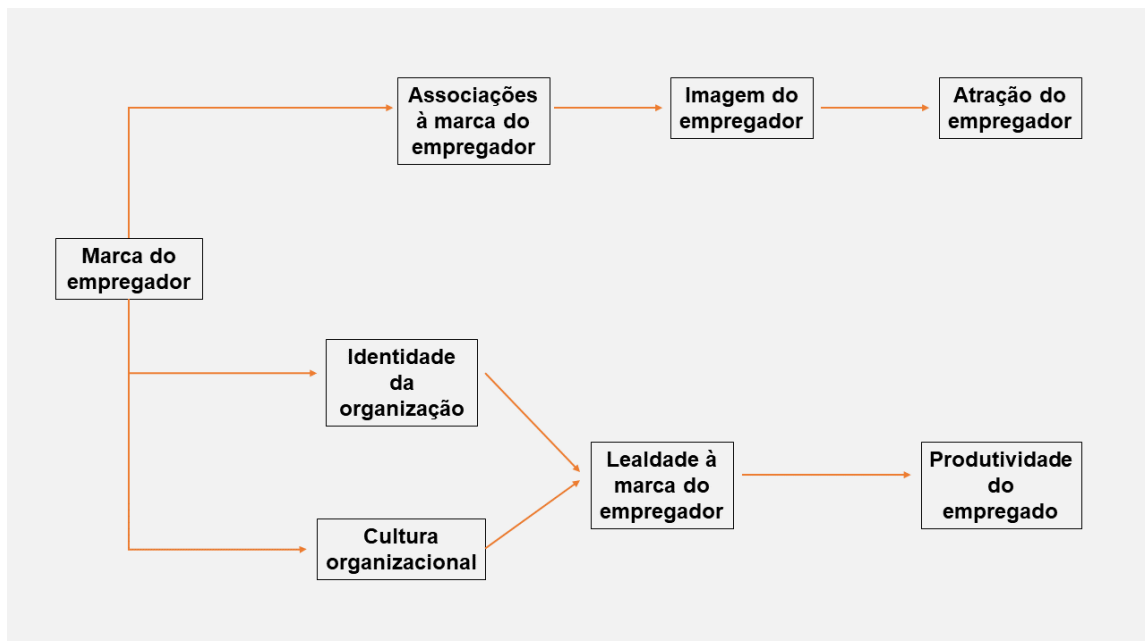 Associações
à marca do
empregador
Imagem do
empregador
Atração do
empregador
Marca do
empregador
Identidade
da
organização
Lealdade à
marca do
empregador
Produtividade
do
empregado
Cultura
organizacional